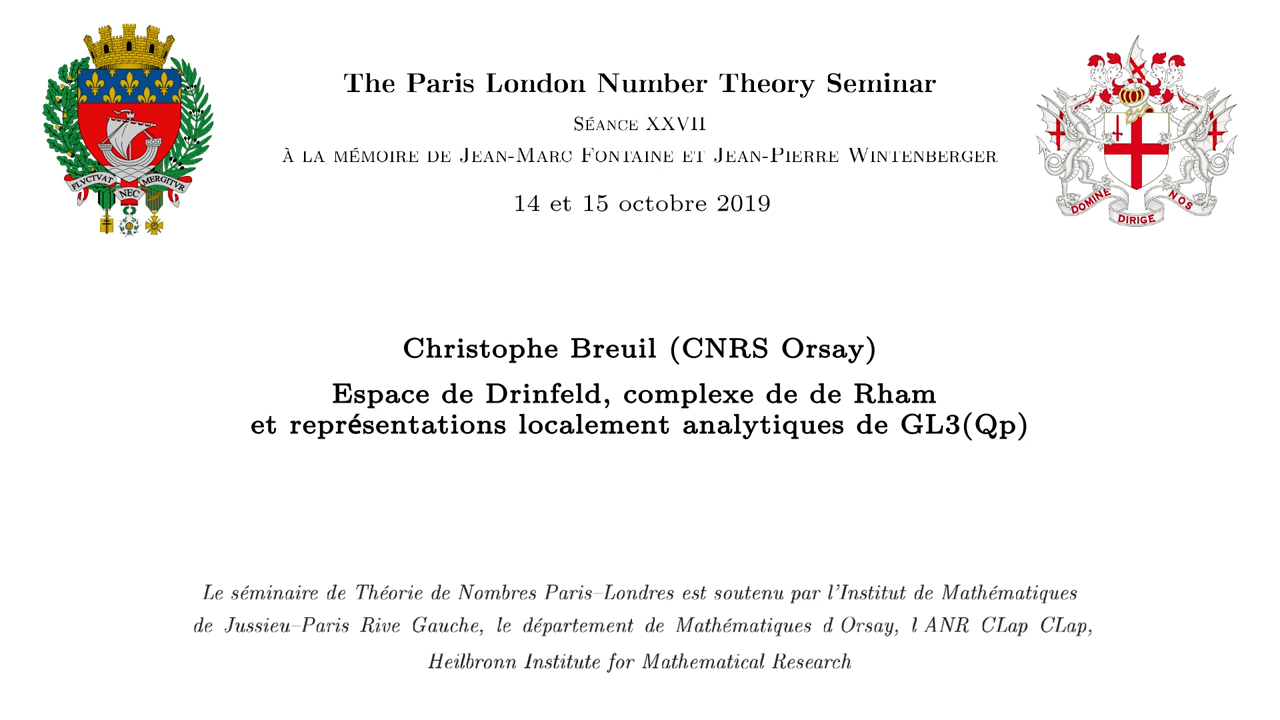 The Paris London Number Theory Seminar
Séance XXVII
à la mémoire de Jean-Marc Fontaine et Jean-Pierre Wintenberger
14 et 15 octobre 2019
FLVCTVAT NEC MERGITVR
DOMINE DIRIGE NOS
Christophe Breuil (CNRS Orsay)
Espace de Drinfeld, complexe de de Rham
et représentations localement analytiques de GL3(Qp)
Le séminaire de Théorie de Nombres Paris–Londres est soutenu par l'Institut de Mathématiques
de Jussieu–Paris Rive Gauche, le département de Mathématiques d Orsay, l ANR CLap CLap,
Heilbronn Institute for Mathematical Research